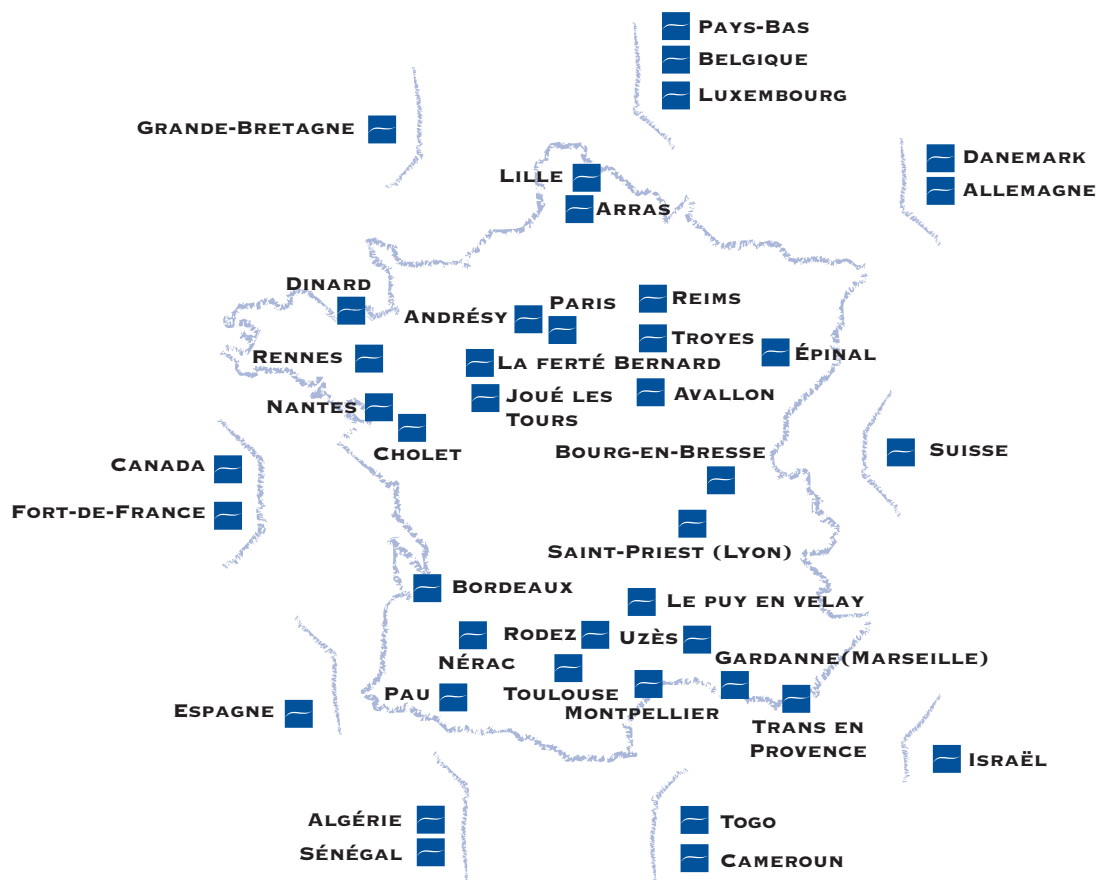 PAYS-BAS
BELGIQUE
LUXEMBOURG
GRANDE-BRETAGNE
DANEMARK
ALLEMAGNE
LILLE
ARRAS
DINARD
PARIS
REIMS
ANDRÉSY
TROYES
ÉPINAL
RENNES
LA FERTÉ BERNARD
NANTES
JOUÉ LES
TOURS
AVALLON
CHOLET
BOURG-EN-BRESSE
SUISSE
CANADA
FORT-DE-FRANCE
SAINT-PRIEST (LYON)
BORDEAUX
LE PUY EN VELAY
RODEZ
UZÈS
NÉRAC
GARDANNE(MARSEILLE)
PAU
TOULOUSE
MONTPELLIER
ESPAGNE
TRANS EN
PROVENCE
ISRAËL
ALGÉRIE
TOGO
SÉNÉGAL
CAMEROUN